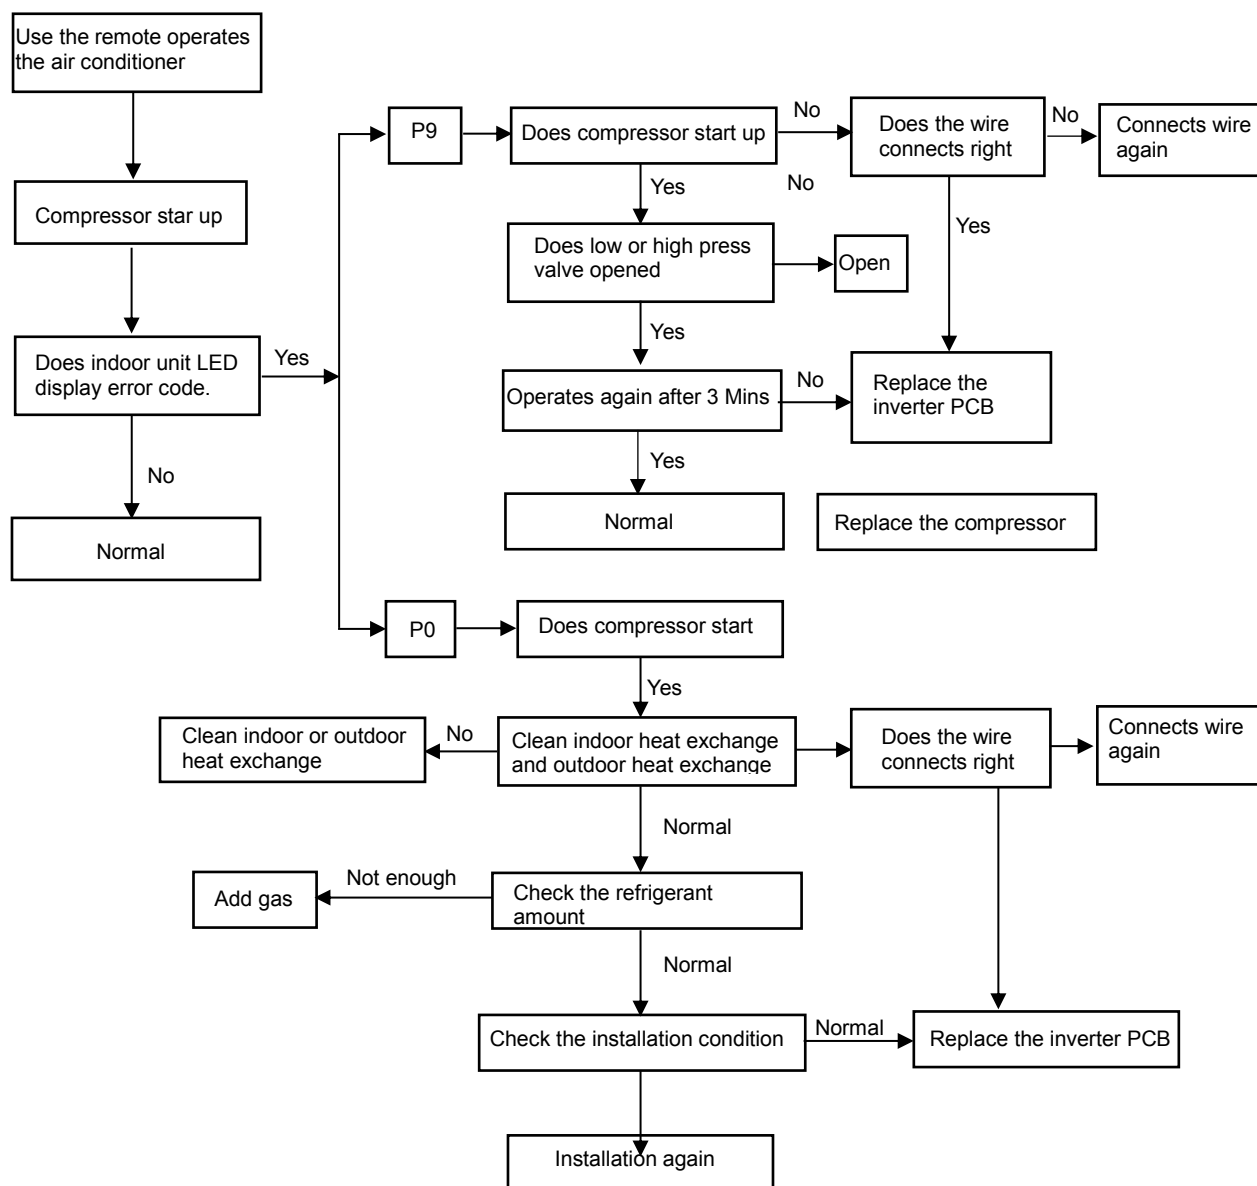 Use the remote operates
the air conditioner
Compressor star up
Does indoor unit LED
display error code.
Yes
No
Normal
P9
Does compressor start up
No
Does the wire
connects right
No
Connects wire
again
Yes
No
Yes
Does low or high press
valve opened
Open
Yes
Operates again after 3 Mins
No
Replace the
inverter PCB
Yes
Normal
Replace the compressor
P0
Does compressor start
Yes
Clean indoor or outdoor
heat exchange
No
Clean indoor heat exchange
and outdoor heat exchange
Does the wire
connects right
Connects wire
again
Normal
Add gas
Not enough
Check the refrigerant
amount
Normal
Check the installation condition
Normal
Replace the inverter PCB
Installation again